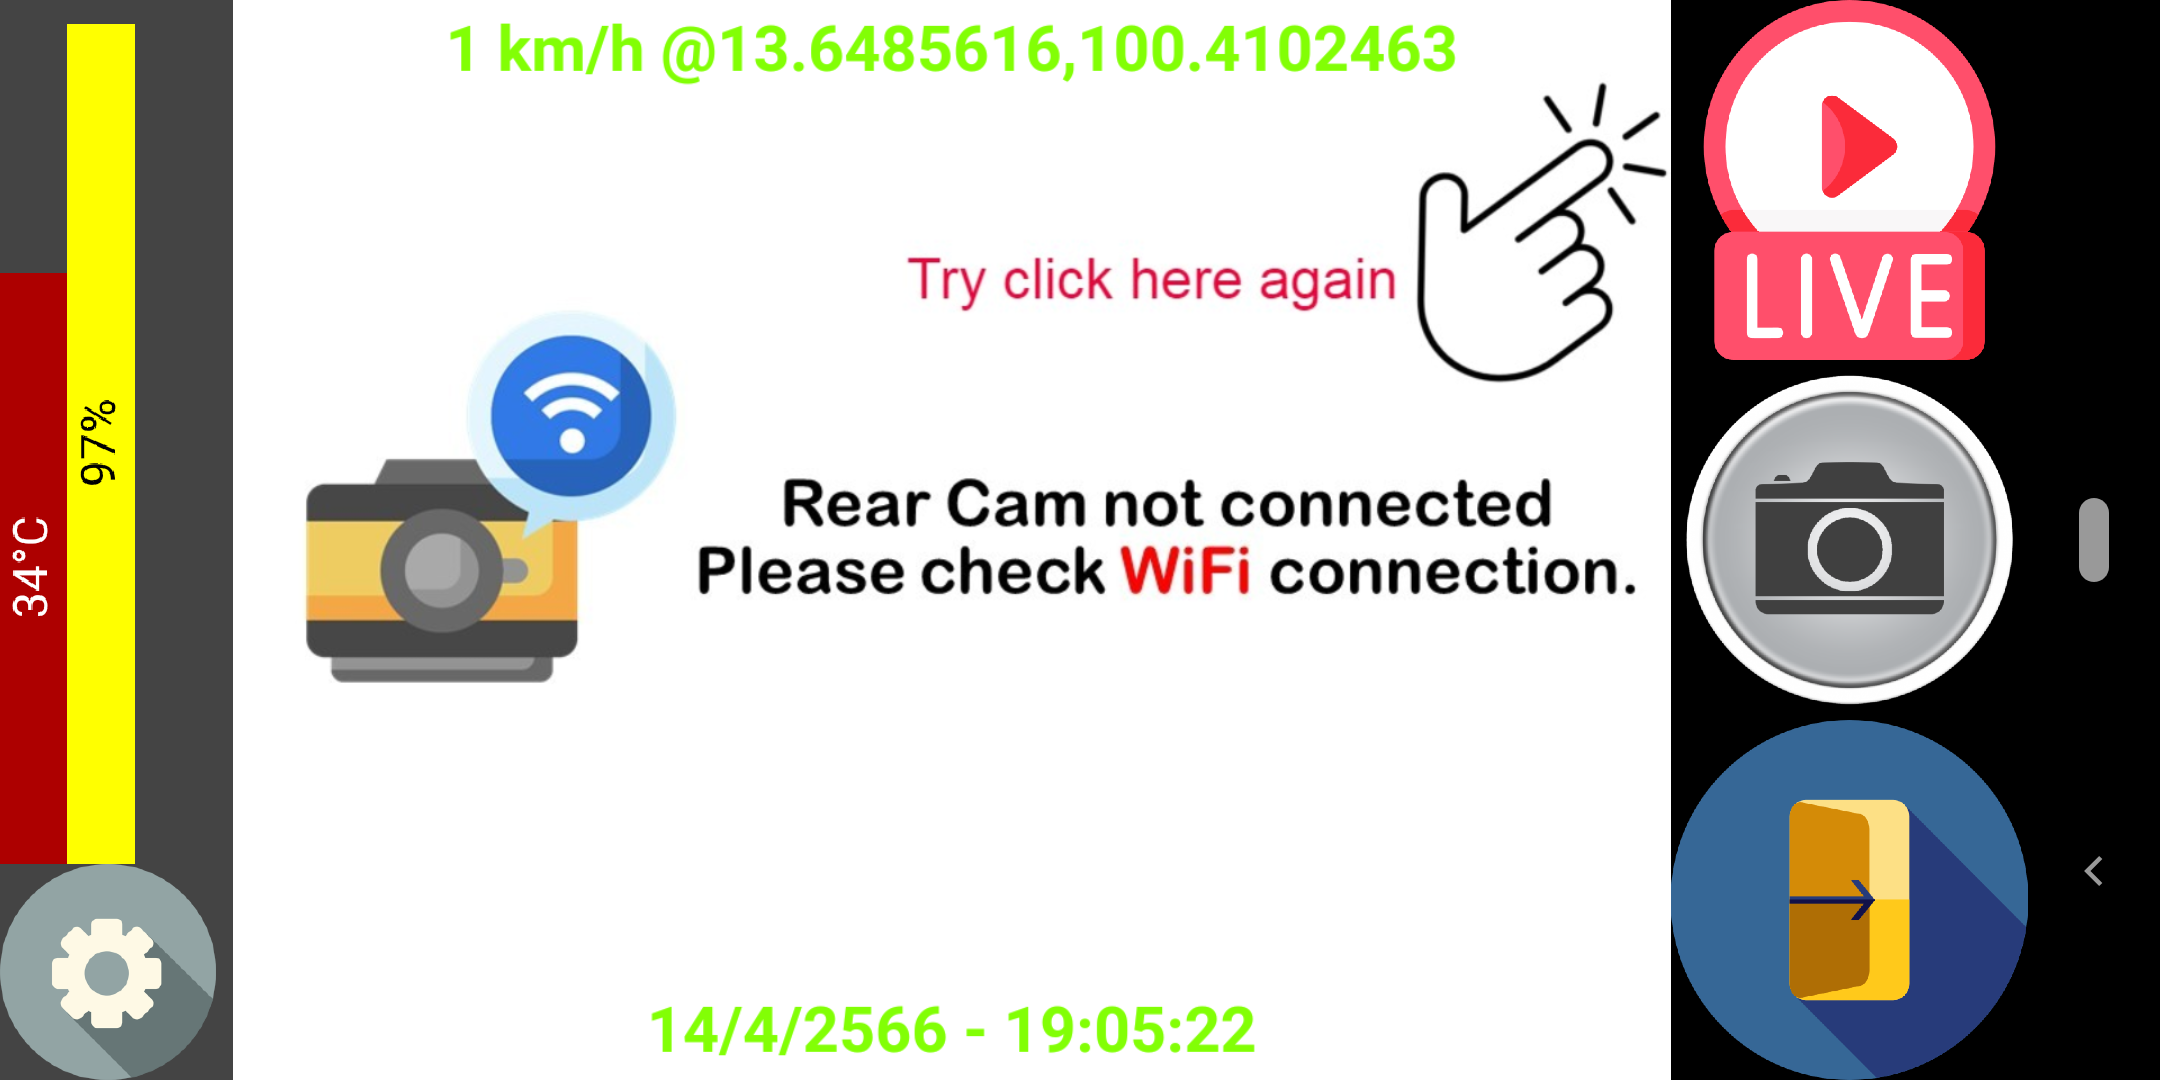 1 km/h @13.6485616,100.4102463
Try click here again
Rear Cam not connected
Please check WiFi connection.
14/4/2566 - 19:05:22
34°C
97%
LIVE